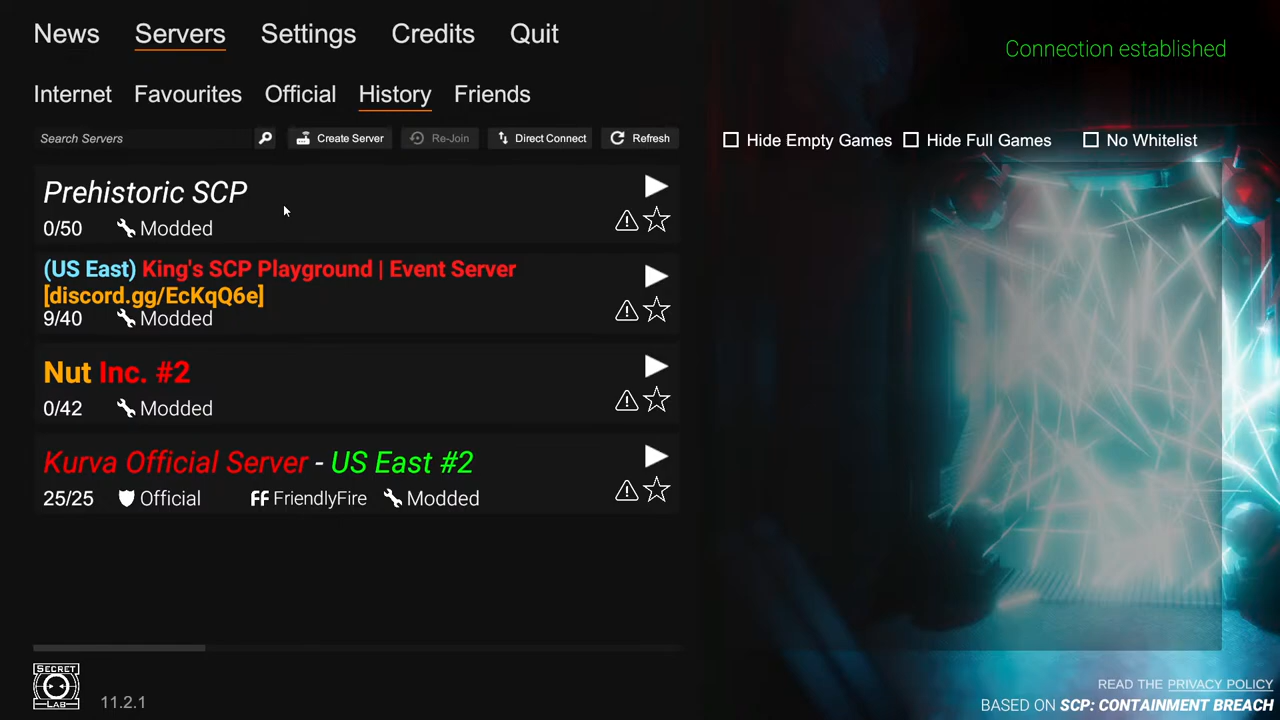 News Servers Settings Credits Quit
Connection established
Internet Favourites Official History Friends
Search Servers Create Server Re-Join Direct Connect Refresh
Hide Empty Games Hide Full Games No Whitelist
Prehistoric SCP
0/50 Modded
(US East) King's SCP Playground | Event Server
[discord.gg/EcKqQ6e]
9/40 Modded
Nut Inc. #2
0/42 Modded
Kurva Official Server - US East #2
25/25 Official FF FriendlyFire Modded
SECRET
LAB
11.2.1
READ THE PRIVACY POLICY
BASED ON SCP: CONTAINMENT BREACH